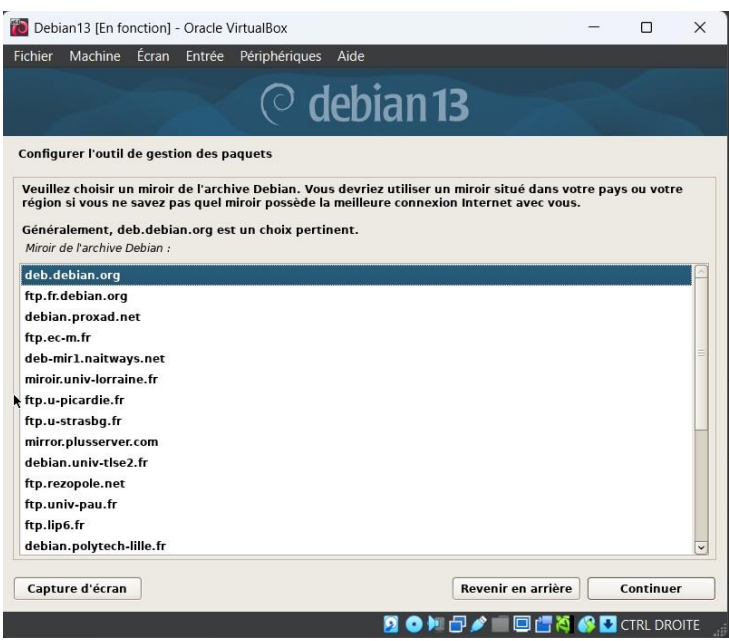 Debian13 [En fonction] - Oracle VirtualBox
Fichier Machine Écran Entrée Périphériques Aide
debian 13
Configurer l'outil de gestion des paquets
Veuillez choisir un miroir de l'archive Debian. Vous devriez utiliser un miroir situé dans votre pays ou votre
région si vous ne savez pas quel miroir possède la meilleure connexion Internet avec vous.
Généralement, deb.debian.org est un choix pertinent.
Miroir de l'archive Debian :
deb.debian.org
ftp.fr.debian.org
debian.proxad.net
ftp.ec-m.fr
deb-mir1.naitways.net
miroir.univ-lorraine.fr
ftp.u-picardie.fr
ftp.u-strasbg.fr
mirror.plusserver.com
debian.univ-tlse2.fr
ftp.rezopole.net
ftp.univ-pau.fr
ftp.lip6.fr
debian.polytech-lille.fr
Capture d'écran Revenir en arrière Continuer
CTRL DROITE